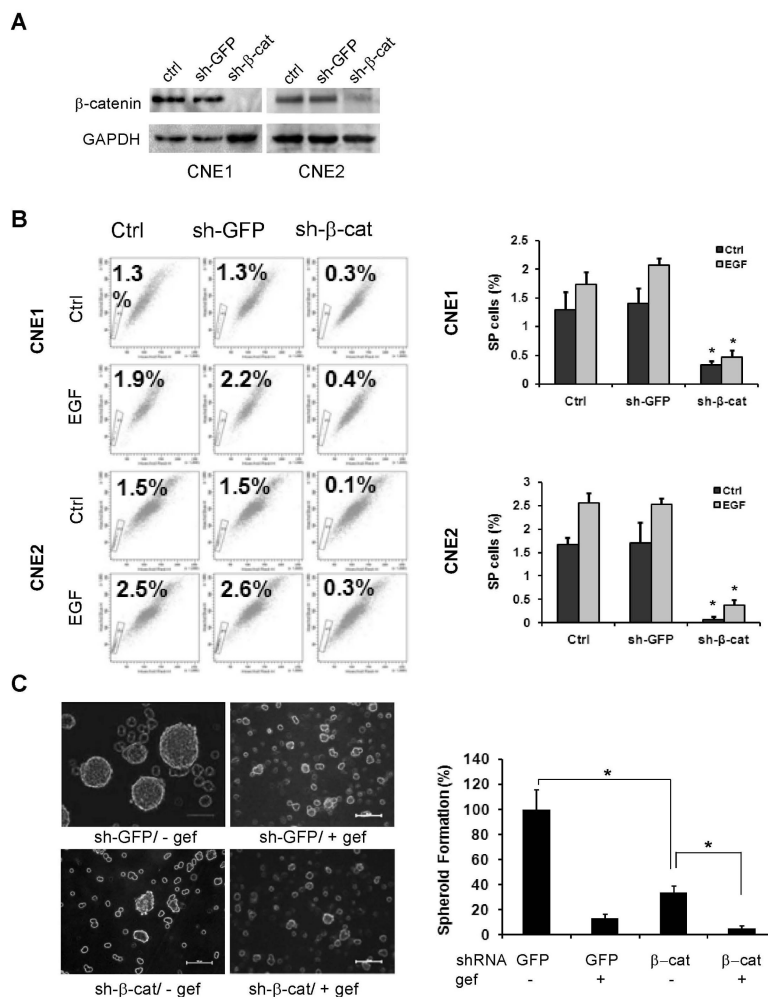 A
ctrl sh-GFP sh-β-cat ctrl sh-GFP sh-β-cat
β-catenin
GAPDH
CNE1 CNE2
B
Ctrl sh-GFP sh-β-cat
CNE1
Ctrl
1.3 % 1.3% 0.3%
EGF
1.9% 2.2% 0.4%
CNE2
Ctrl
1.5% 1.5% 0.1%
EGF
2.5% 2.6% 0.3%
CNE1
SP cells (%)
2.5
2
1.5
1
0.5
0
Ctrl
EGF
* *
Ctrl sh-GFP sh-β-cat
CNE2
SP cells (%)
3
2.5
2
1.5
1
0.5
0
Ctrl
EGF
* *
Ctrl sh-GFP sh-β-cat
C
sh-GFP/ - gef sh-GFP/ + gef
sh-β-cat/ - gef sh-β-cat/ + gef
Spheroid Formation (%)
140
120
100
80
60
40
20
0
*
*
shRNA GFP GFP β-cat β-cat
gef - + - +